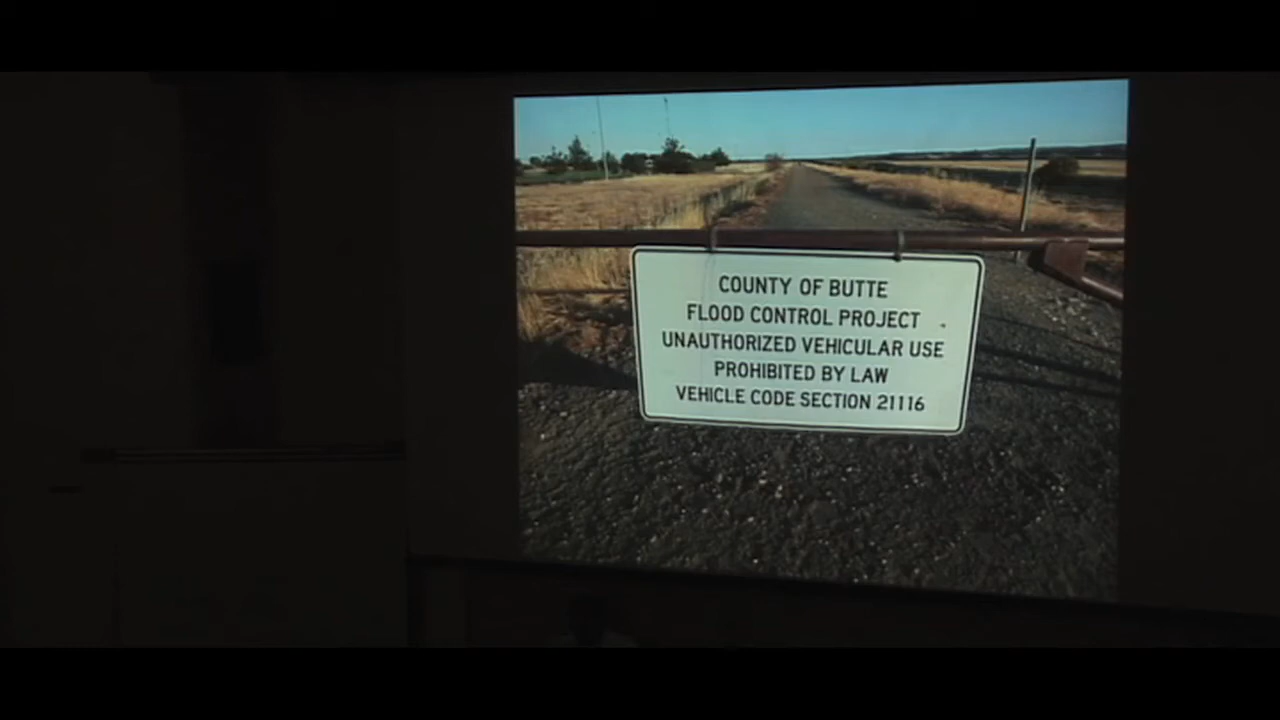 COUNTY OF BUTTE
FLOOD CONTROL PROJECT
UNAUTHORIZED VEHICULAR USE
PROHIBITED BY LAW
VEHICLE CODE SECTION 21116